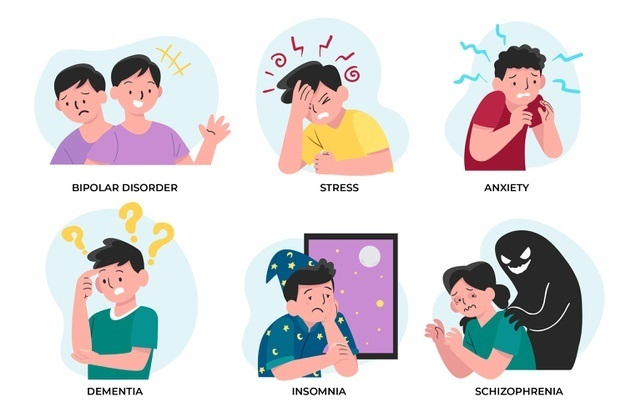 BIPOLAR DISORDER
STRESS
ANXIETY
? ? ?
DEMENTIA
INSOMNIA
SCHIZOPHRENIA